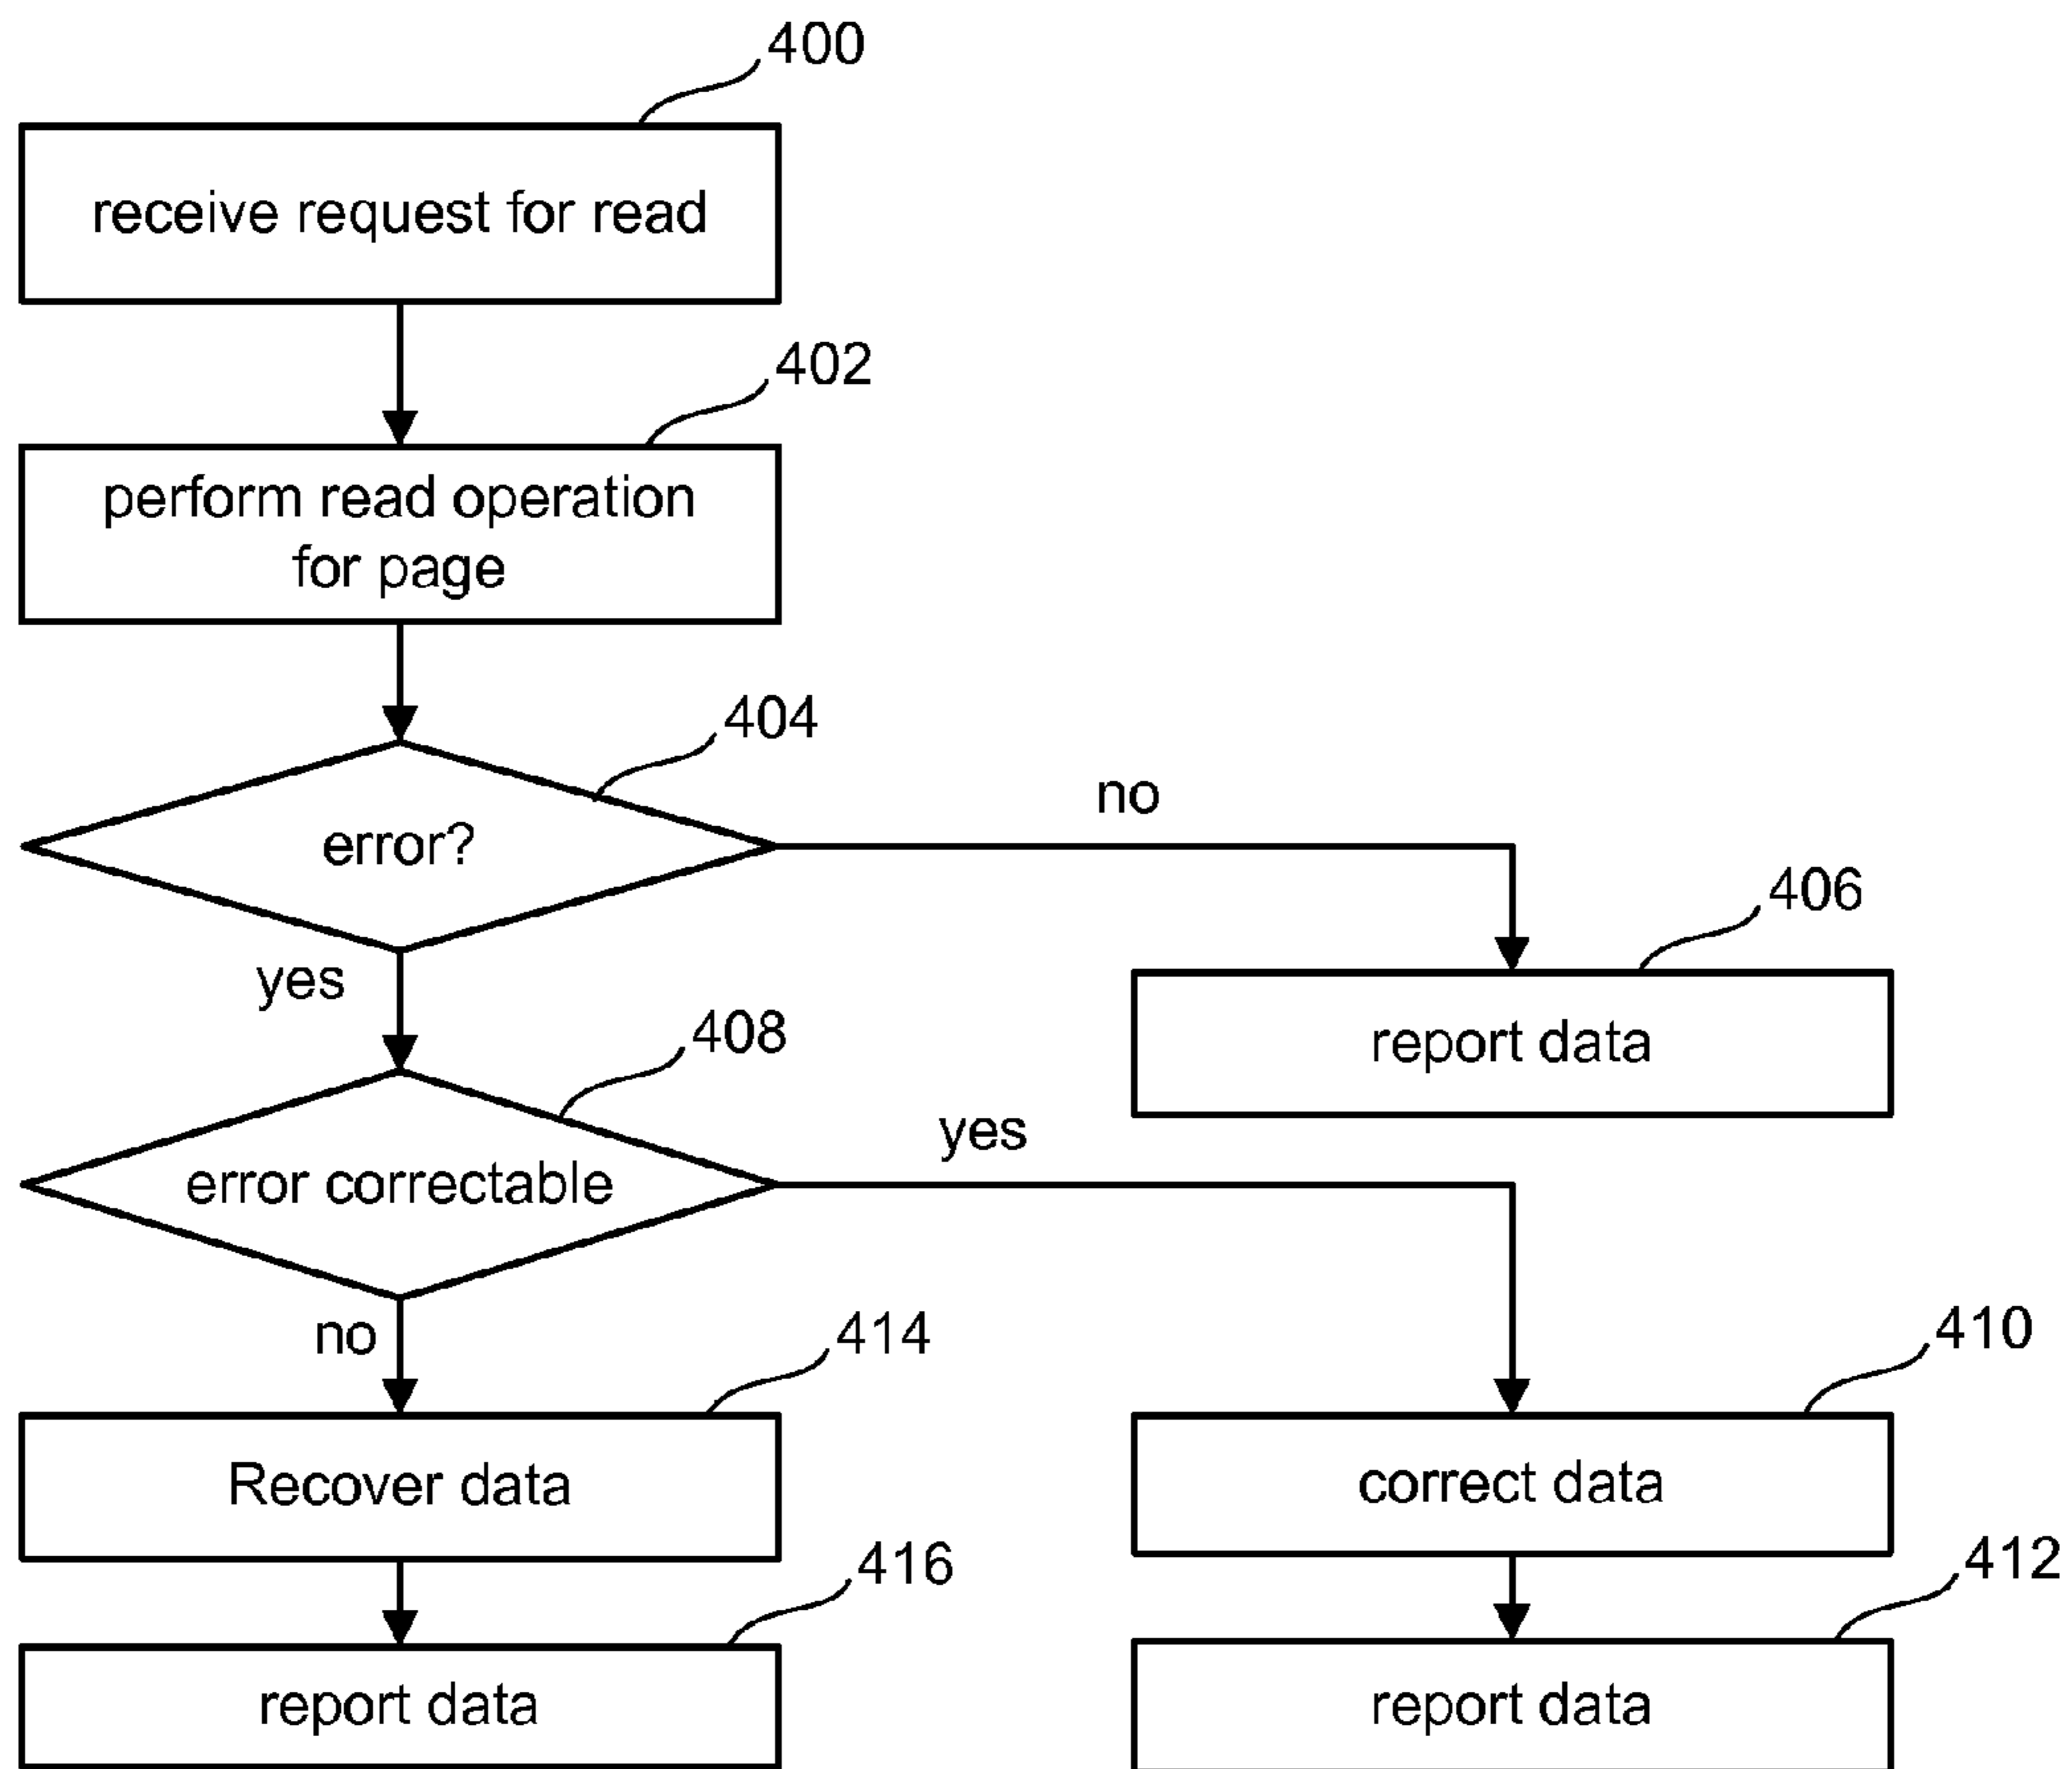 400
receive request for read
402
perform read operation
for page
404
error?
no
406
report data
yes
408
error correctable
yes
410
correct data
412
report data
no
414
Recover data
416
report data